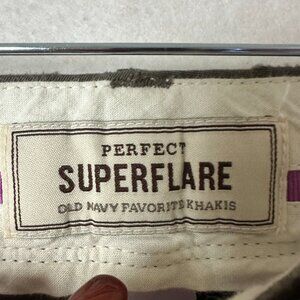 PERFECT
SUPERFLARE
OLD NAVY FAVORITE KHAKIS